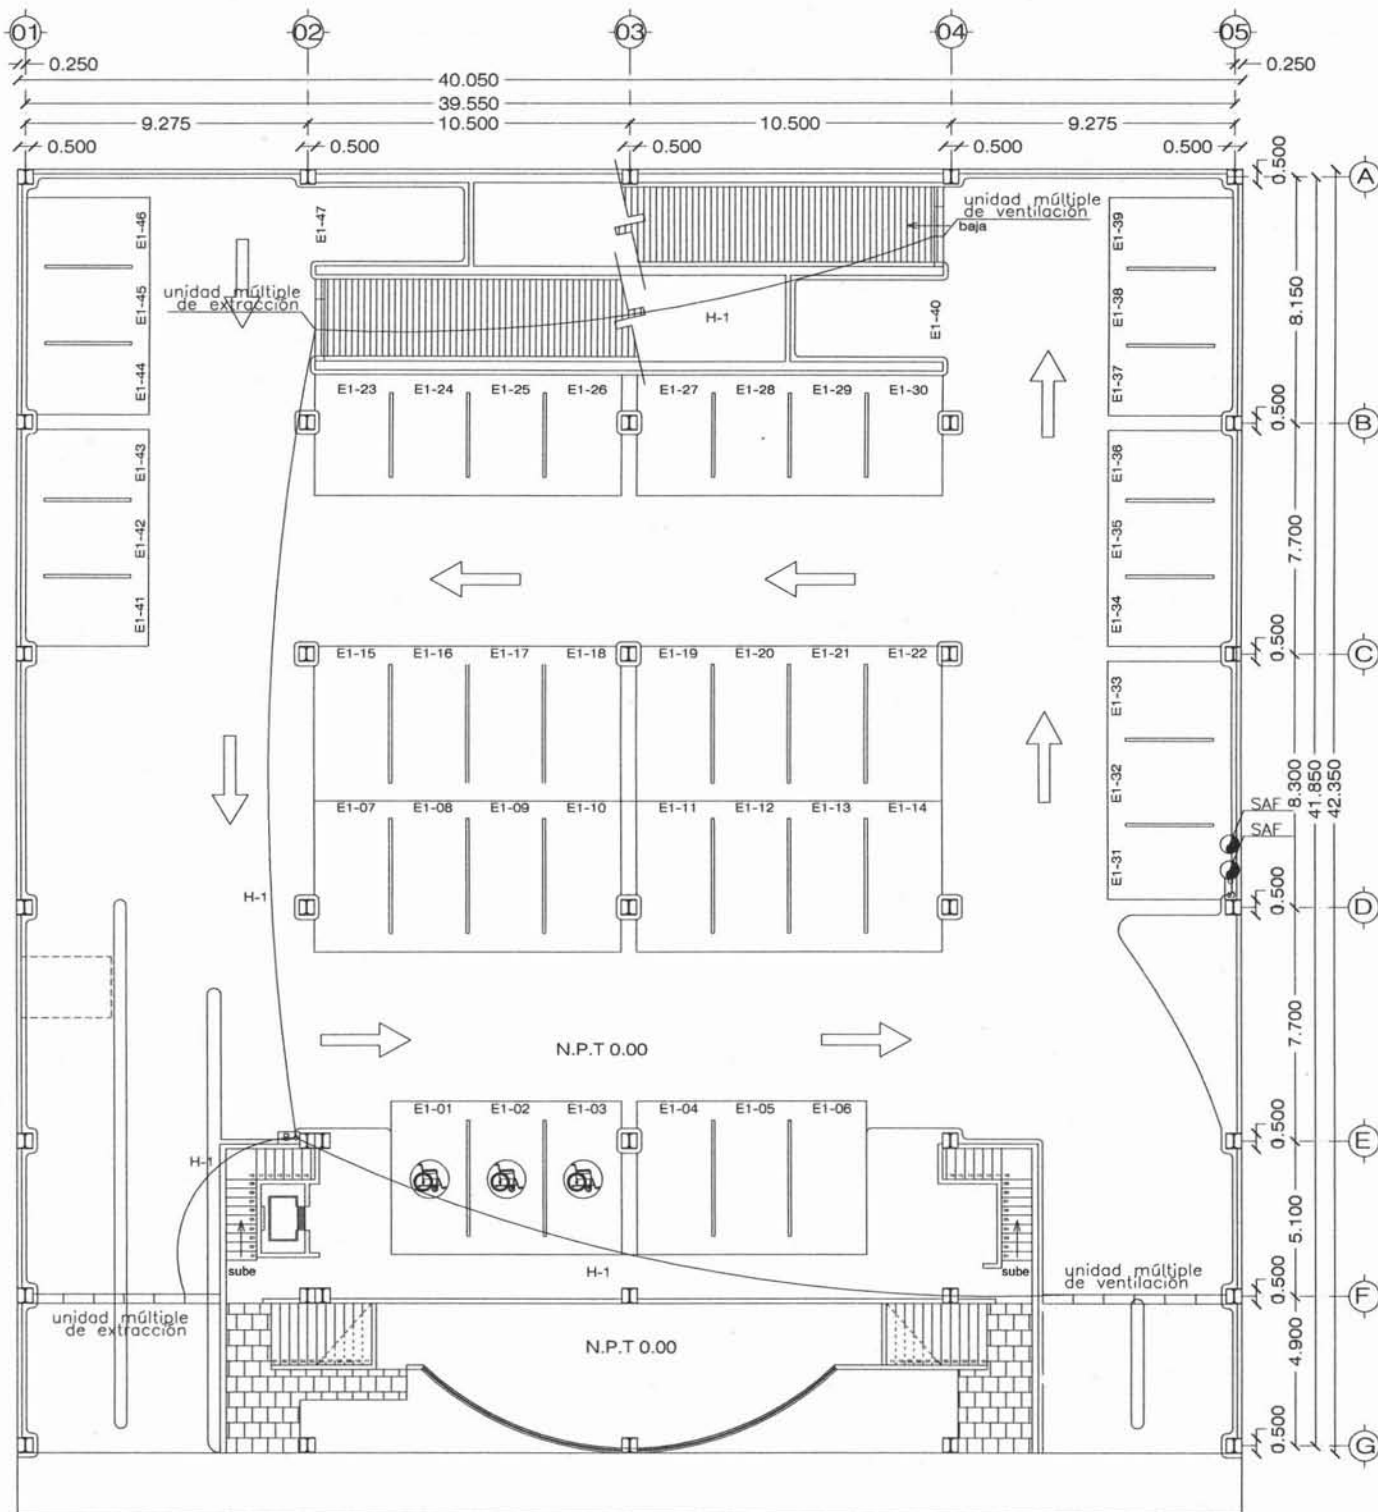 01 02 03 04 05
0.250 0.250
40.050
39.550
9.275 10.500 10.500 9.275
0.500 0.500 0.500 0.500 0.500
0.500
A
unidad múltiple
de ventilación
baja
E1-46
E1-47
E1-39
unidad múltiple
de extracción
E1-45
E1-38
8.150
H-1
E1-40
E1-44
E1-37
E1-23 E1-24 E1-25 E1-26 E1-27 E1-28 E1-29 E1-30
0.500
B
E1-43
E1-36
E1-42
E1-35
7.700
E1-41
E1-34
E1-15 E1-16 E1-17 E1-18 E1-19 E1-20 E1-21 E1-22
0.500
C
E1-33
E1-32
8.300
41.850
42.350
E1-07 E1-08 E1-09 E1-10 E1-11 E1-12 E1-13 E1-14
SAF
SAF
E1-31
H-1
0.500
D
7.700
N.P.T 0.00
E1-01 E1-02 E1-03 E1-04 E1-05 E1-06
0.500
E
H-1
5.100
sube
H-1
sube
unidad múltiple
de ventilación
0.500
F
unidad múltiple
de extracción
N.P.T 0.00
4.900
0.500
G